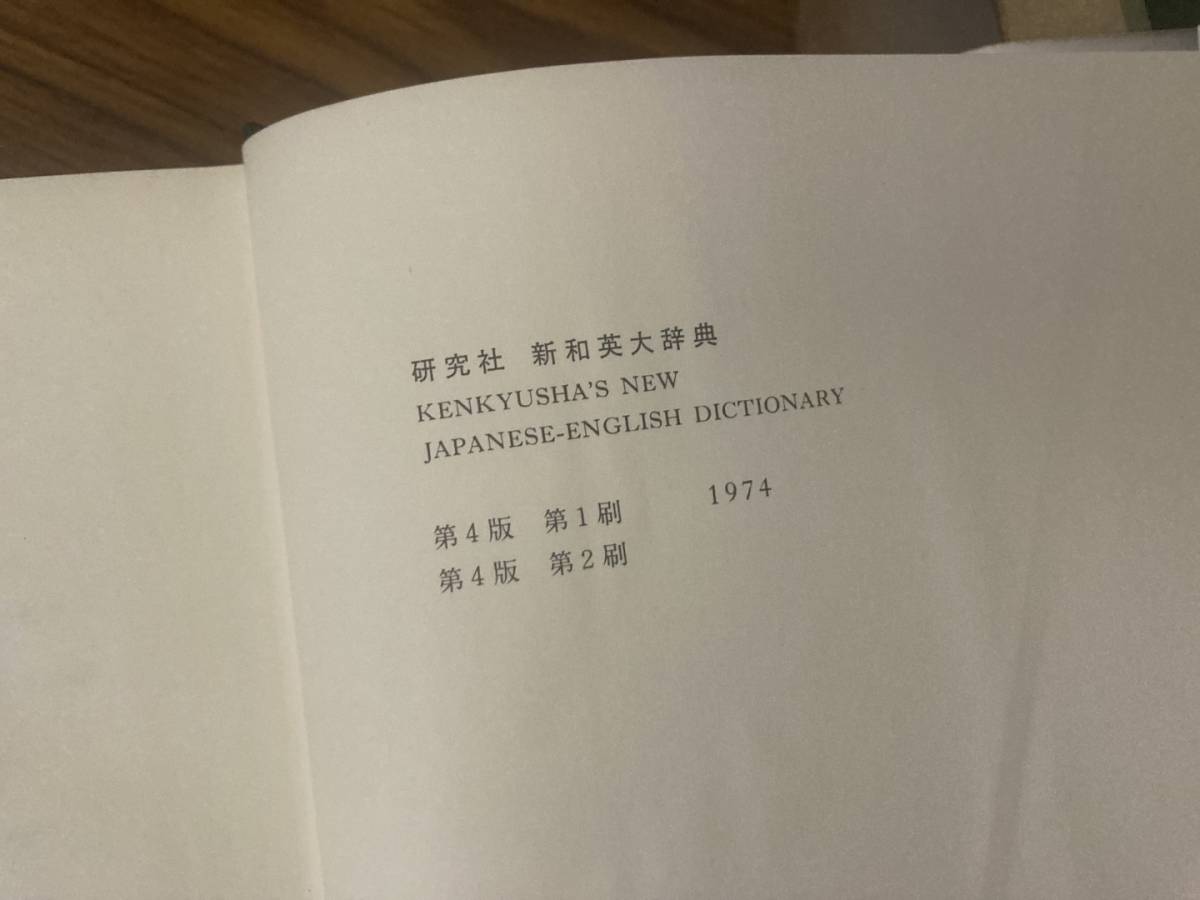 研究社 新和英大辞典
KENKYUSHA'S NEW
JAPANESE-ENGLISH DICTIONARY
第4版 第1刷 1974
第4版 第2刷